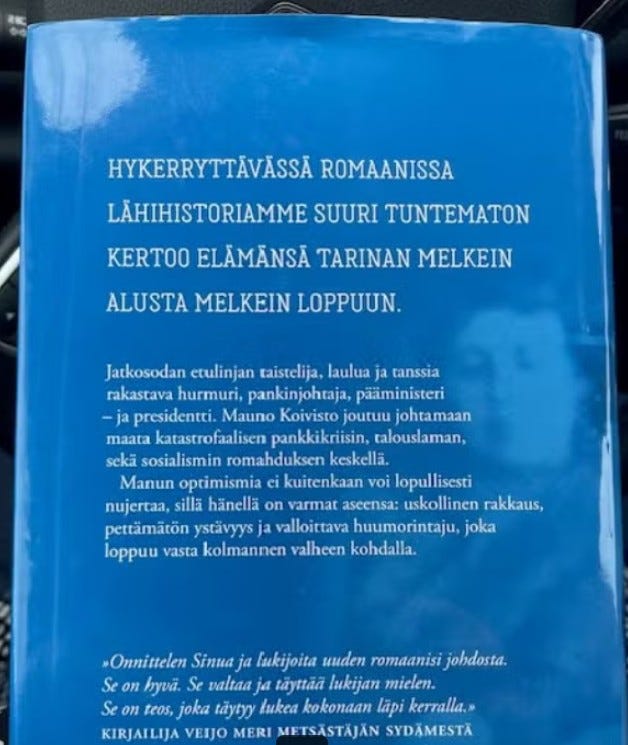 HYKERRYTTÄVÄSSÄ ROMAANISSA
LÄHIHISTORIAMME SUURI TUNTEMATON
KERTOO ELÄMÄNSÄ TARINAN MELKEIN
ALUSTA MELKEIN LOPPUUN.
Jatkosodan etulinjan taistelija, laulua ja tanssia
rakastava hurmuri, pankinjohtaja, pääministeri
– ja presidentti. Mauno Koivisto joutuu johtamaan
maata katastrofaalisen pankkikriisin, talouslaman,
sekä sosialismin romahduksen keskellä.
Manun optimismia ei kuitenkaan voi lopullisesti
nujertaa, sillä hänellä on varmat aseensa: uskollinen rakkaus,
pettämätön ystävyys ja valloittava huumorintaju, joka
loppuu vasta kolmannen valheen kohdalla.
»Onnittelen Sinua ja lukijoita uuden romaanisi johdosta.
Se on hyvä. Se valtaa ja täyttää lukijan mielen.
Se on teos, joka täytyy lukea kokonaan läpi kerralla.»
KIRJAILIJA VEIJO MERI METSÄSTÄJÄN SYDÄMESTÄ